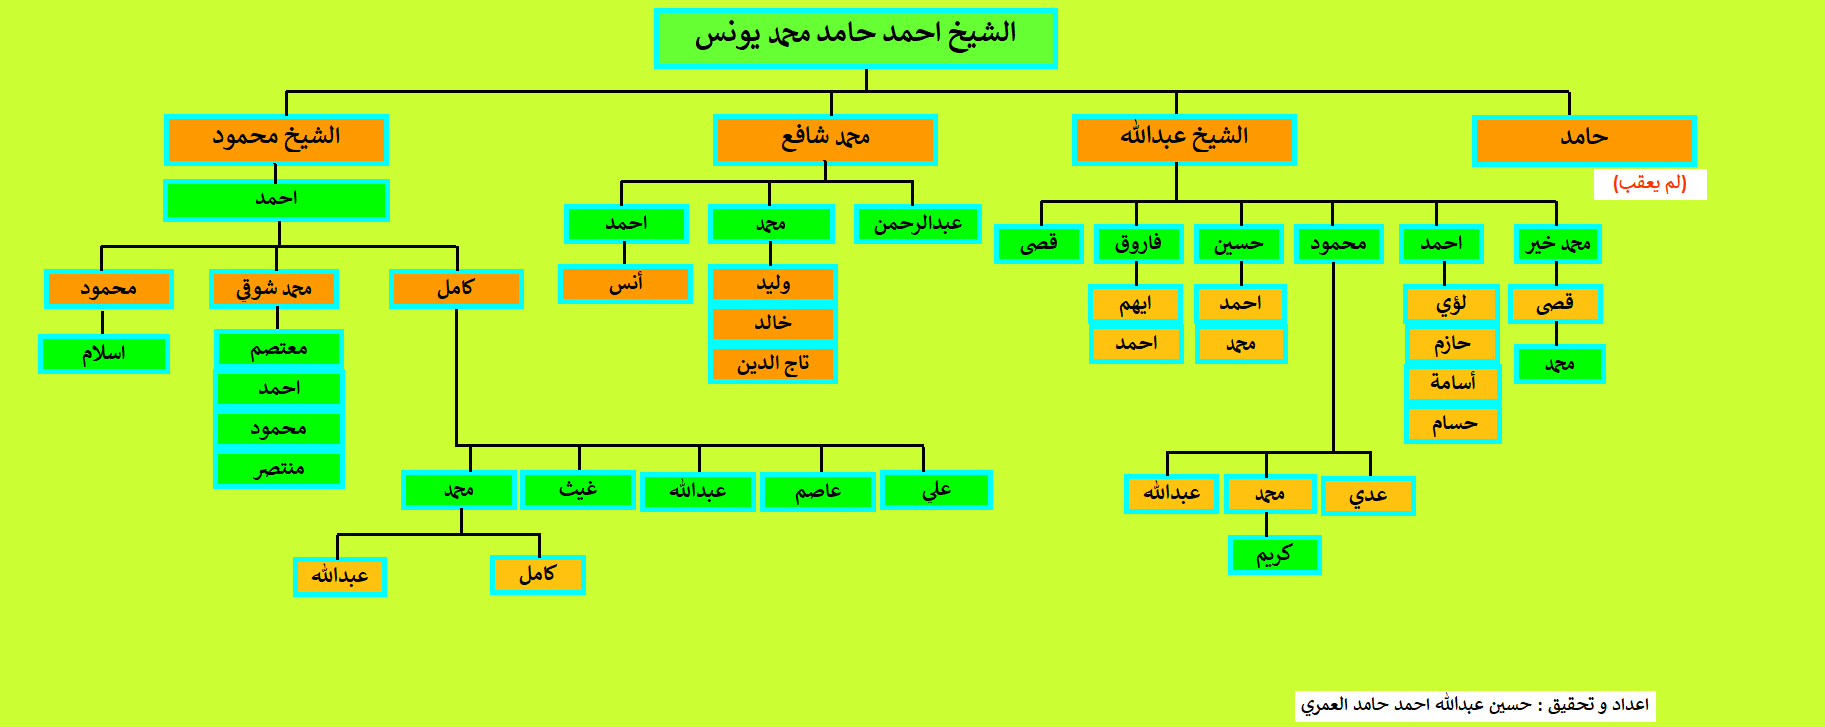 الشيخ احمد حامد محمد يونس
حامد
الشيخ عبدالله
محمد شافع
الشيخ محمود
(لم يعقب)
احمد
عبدالرحمن
محمد
احمد
محمد خير
احمد
محمود
حسين
فاروق
قصى
كامل
محمد شوقي
محمود
وليد
خالد
تاج الدين
أنس
قصى
محمد
لؤي
حازم
أسامة
حسام
احمد
محمد
ايهم
احمد
معتصم
احمد
محمود
منتصر
اسلام
علي
عاصم
عبدالله
غيث
محمد
عدي
محمد
عبدالله
كريم
كامل
عبدالله
اعداد و تحقيق : حسين عبدالله احمد حامد العمري